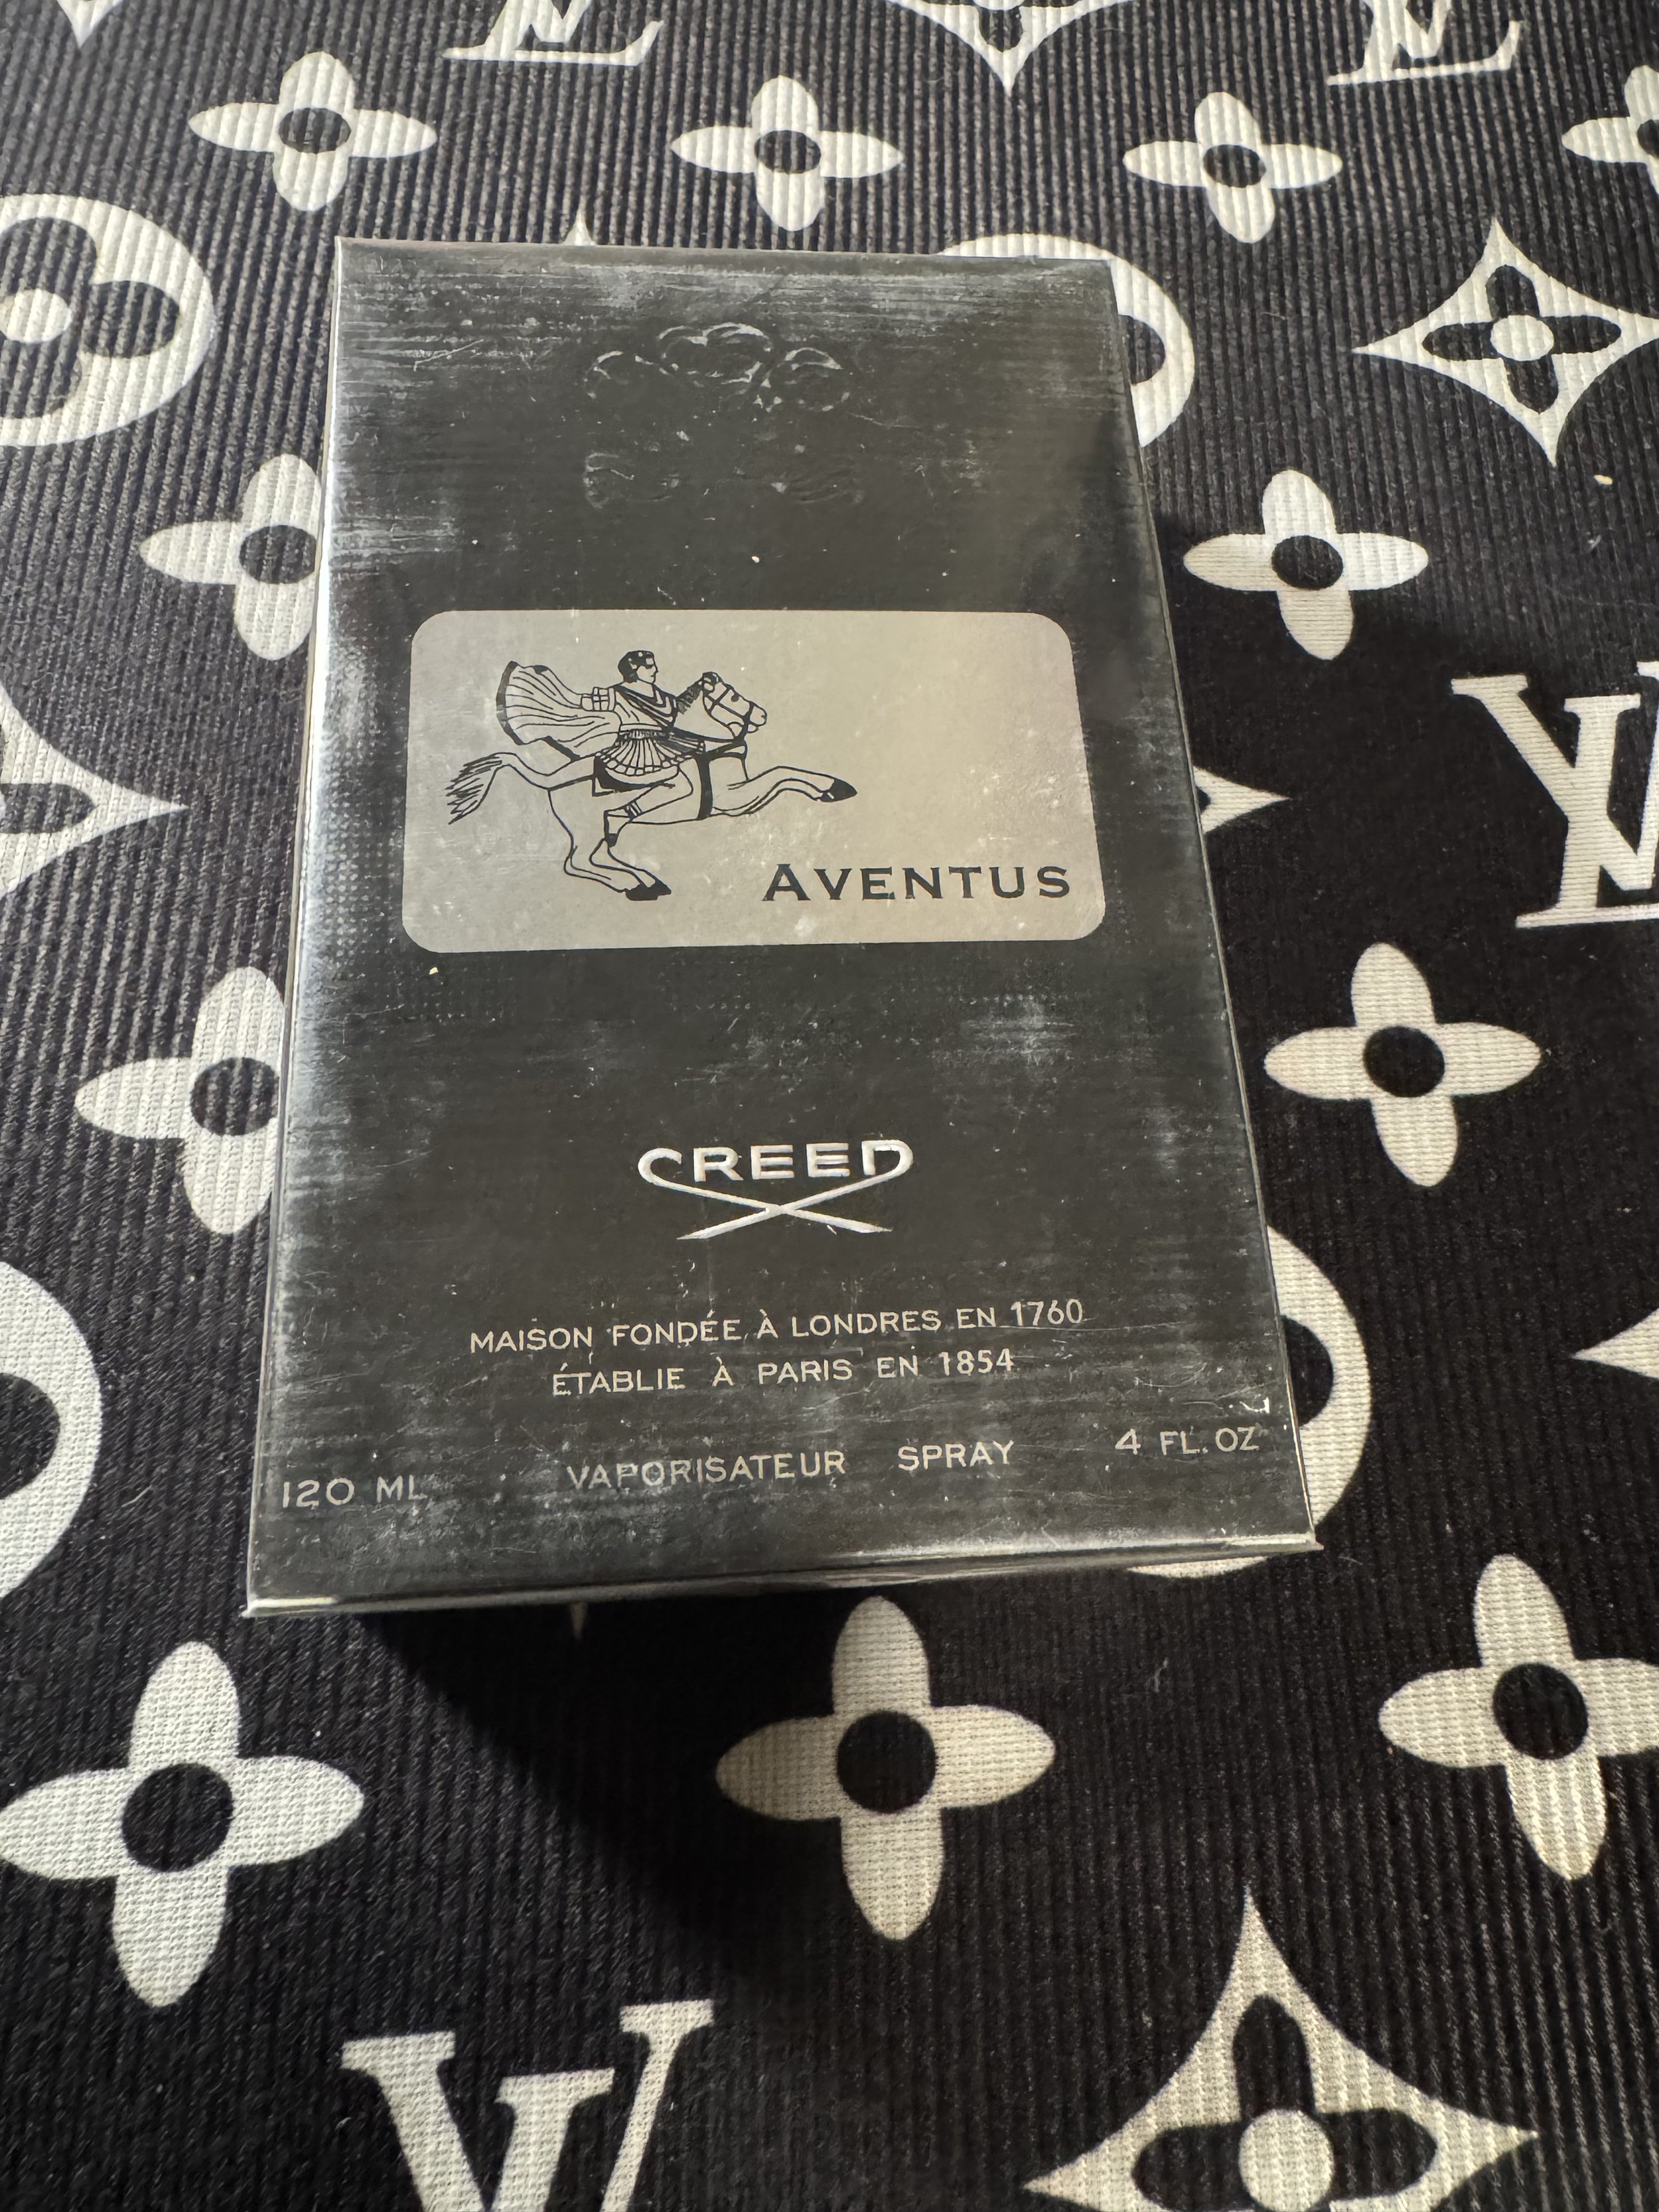 AVENTUS
CREED
MAISON FONDÉE À LONDRES EN 1760
ÉTABLIE À PARIS EN 1854
120 ML VAPORISATEUR SPRAY 4 FL. OZ